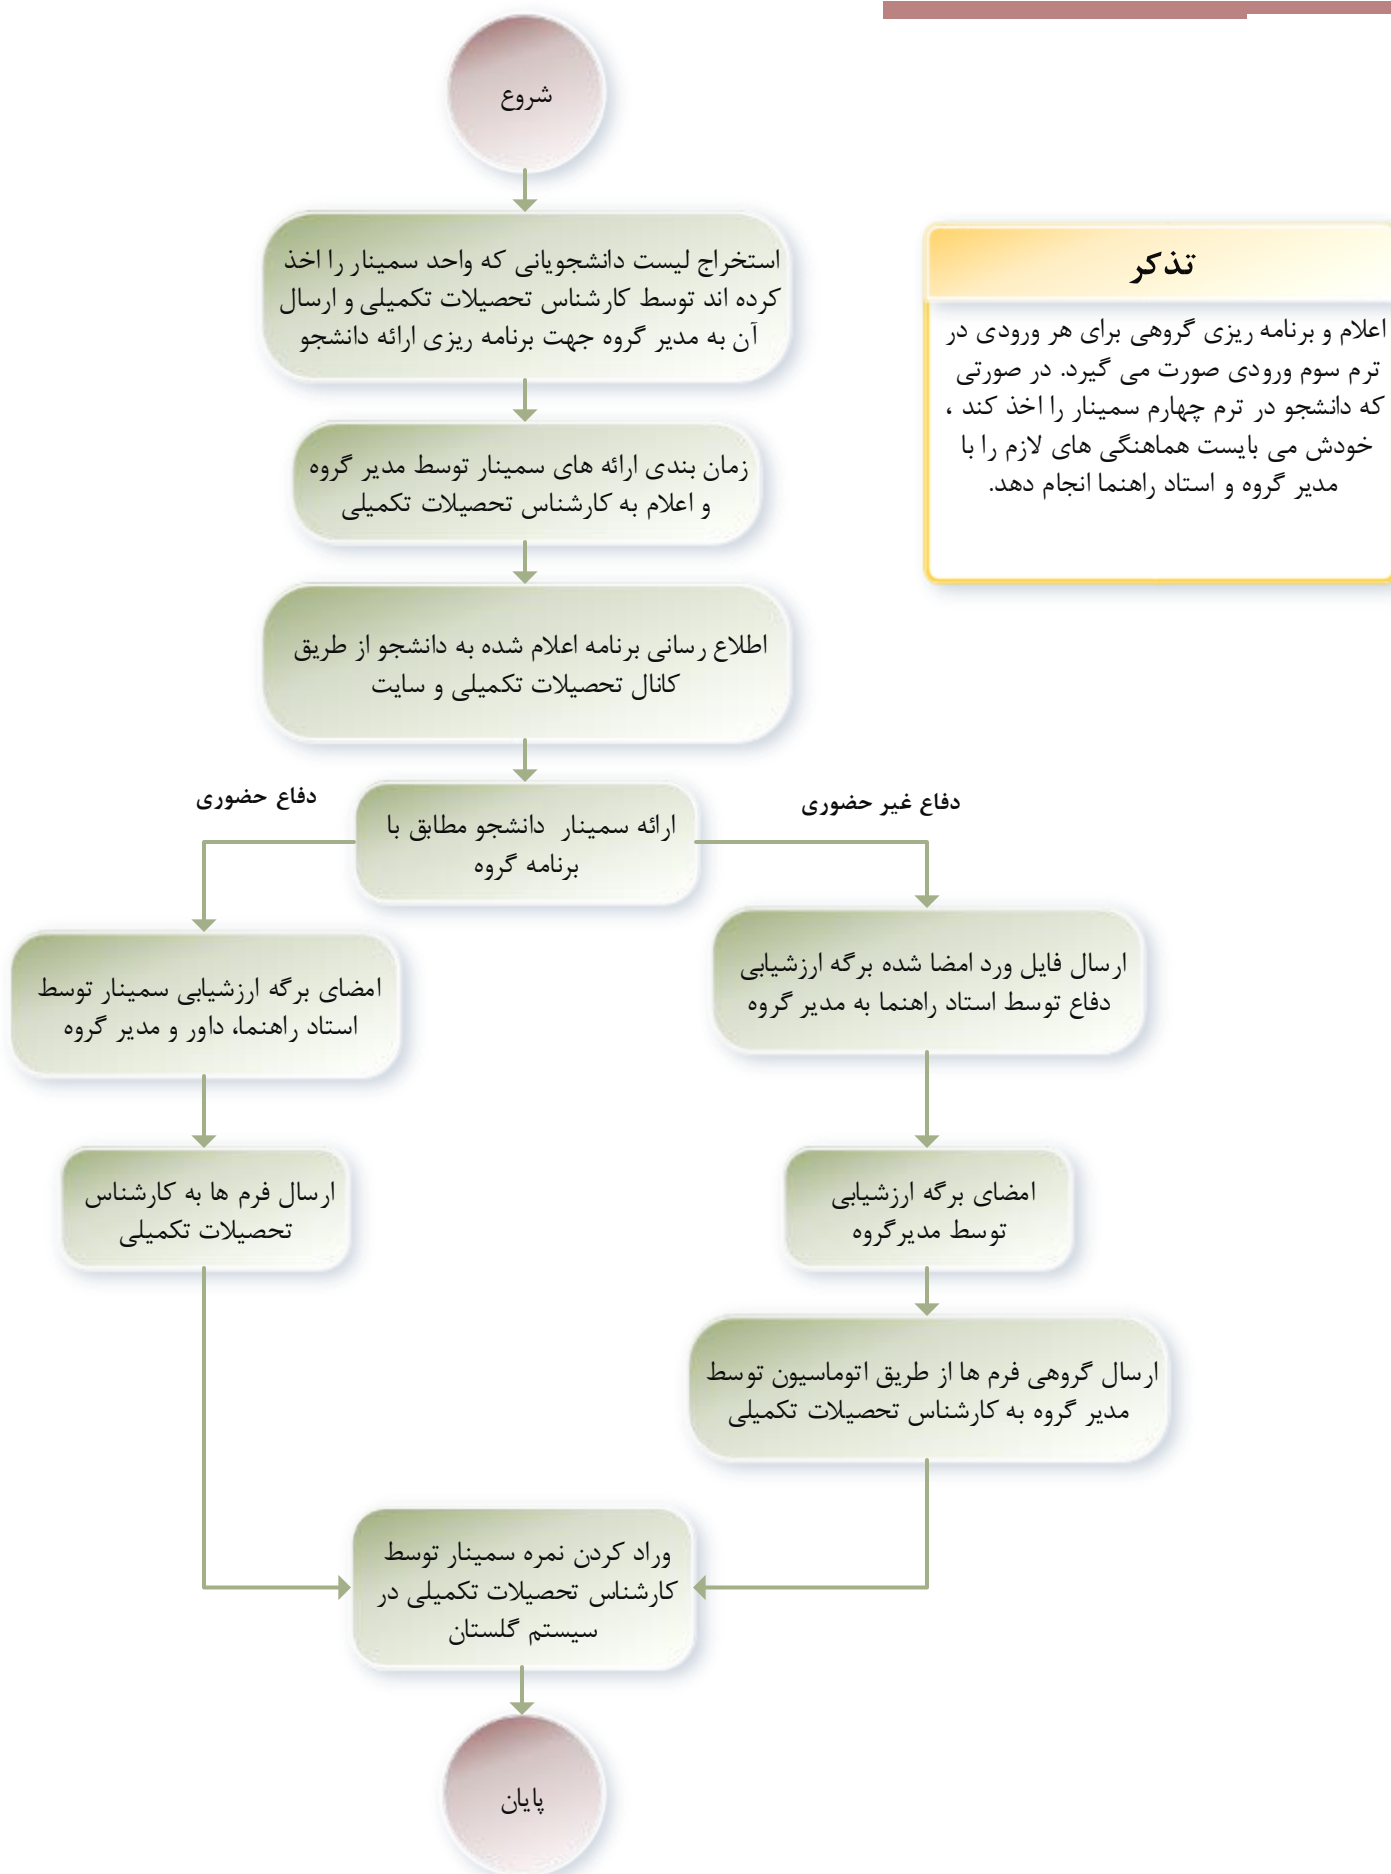 شروع
استخراج لیست دانشجویانی که واحد سمینار را اخذ
کرده اند توسط کارشناس تحصیلات تکمیلی و ارسال
آن به مدیر گروه جهت برنامه ریزی ارائه دانشجو
تذکر
اعلام و برنامه ریزی گروهی برای هر ورودی در
ترم سوم ورودی صورت می گیرد. در صورتی
که دانشجو در ترم چهارم سمینار را اخذ کند ،
خودش می بایست هماهنگی های لازم را با
مدیر گروه و استاد راهنما انجام دهد.
زمان بندی ارائه های سمینار توسط مدیر گروه
و اعلام به کارشناس تحصیلات تکمیلی
اطلاع رسانی برنامه اعلام شده به دانشجو از طریق
کانال تحصیلات تکمیلی و سایت
ارائه سمینار دانشجو مطابق با
برنامه گروه
دفاع غیر حضوری
دفاع حضوری
ارسال فایل ورد امضا شده برگه ارزشیابی
دفاع توسط استاد راهنما به مدیر گروه
امضای برگه ارزشیابی سمینار توسط
استاد راهنما، داور و مدیر گروه
امضای برگه ارزشیابی
توسط مدیرگروه
ارسال فرم ها به کارشناس
تحصیلات تکمیلی
ارسال گروهی فرم ها از طریق اتوماسیون توسط
مدیر گروه به کارشناس تحصیلات تکمیلی
وراد کردن نمره سمینار توسط
کارشناس تحصیلات تکمیلی در
سیستم گلستان
پایان